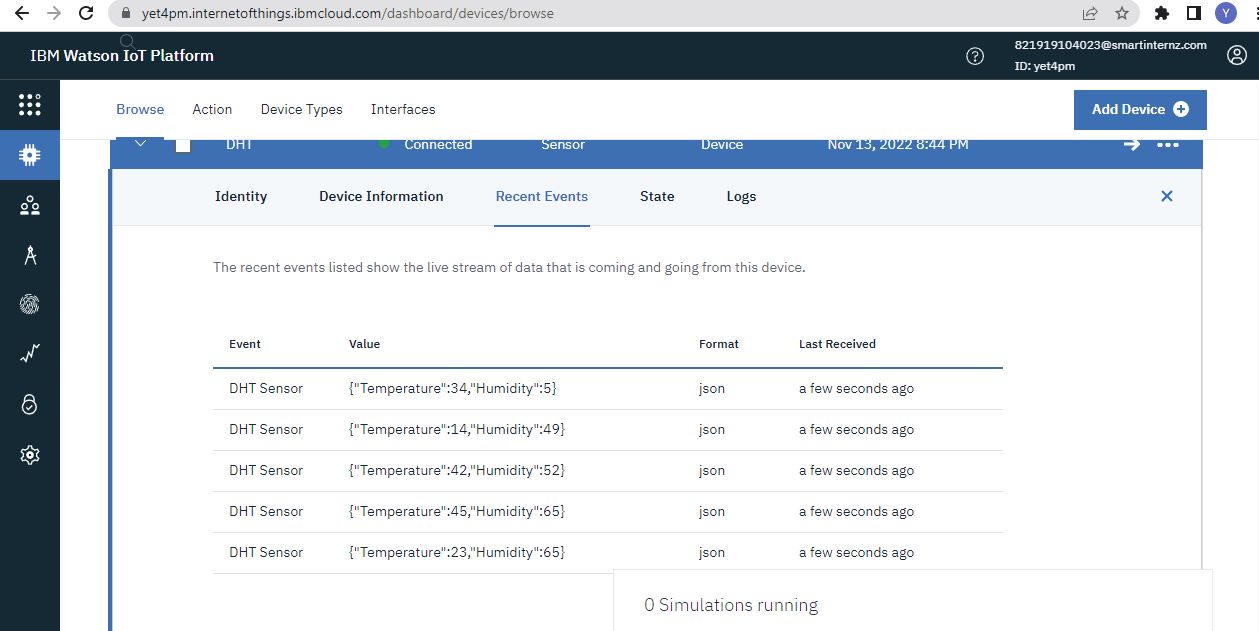 yet4pm.internetofthings.ibmcloud.com/dashboard/devices/browse
Y
IBM Watson IoT Platform
821919104023@smartinternz.com
ID: yet4pm
Browse Action Device Types Interfaces Add Device
DHT Connected Sensor Device Nov 13, 2022 8:44 PM
Identity Device Information Recent Events State Logs
The recent events listed show the live stream of data that is coming and going from this device.
Event Value Format Last Received
DHT Sensor {"Temperature":34,"Humidity":5} json a few seconds ago
DHT Sensor {"Temperature":14,"Humidity":49} json a few seconds ago
DHT Sensor {"Temperature":42,"Humidity":52} json a few seconds ago
DHT Sensor {"Temperature":45,"Humidity":65} json a few seconds ago
DHT Sensor {"Temperature":23,"Humidity":65} json a few seconds ago
0 Simulations running